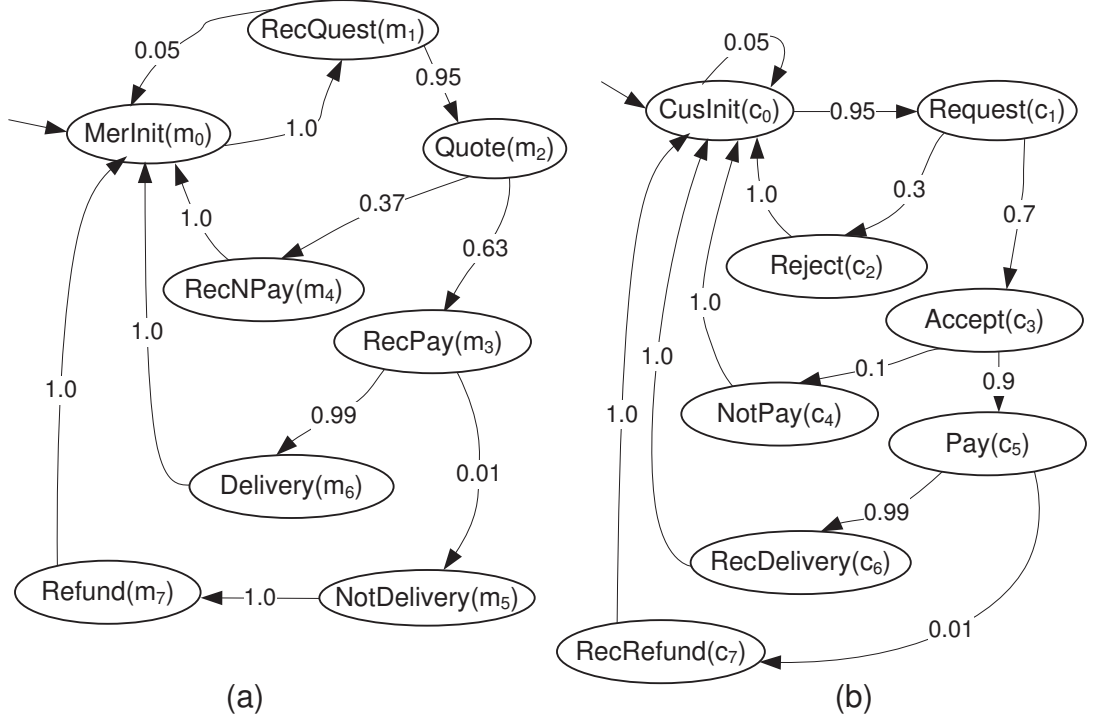 RecQuest(m₁)
0.05
0.95
MerInit(m₀)
1.0
Quote(m₂)
0.37
1.0
0.63
RecNPay(m₄)
1.0
RecPay(m₃)
1.0
0.99
0.01
Delivery(m₆)
Refund(m₇)
1.0
NotDelivery(m₅)
(a)
0.05
CusInit(c₀)
0.95
Request(c₁)
1.0
0.3
0.7
Reject(c₂)
1.0
Accept(c₃)
1.0
0.1
0.9
1.0
NotPay(c₄)
Pay(c₅)
0.99
RecDelivery(c₆)
0.01
RecRefund(c₇)
(b)